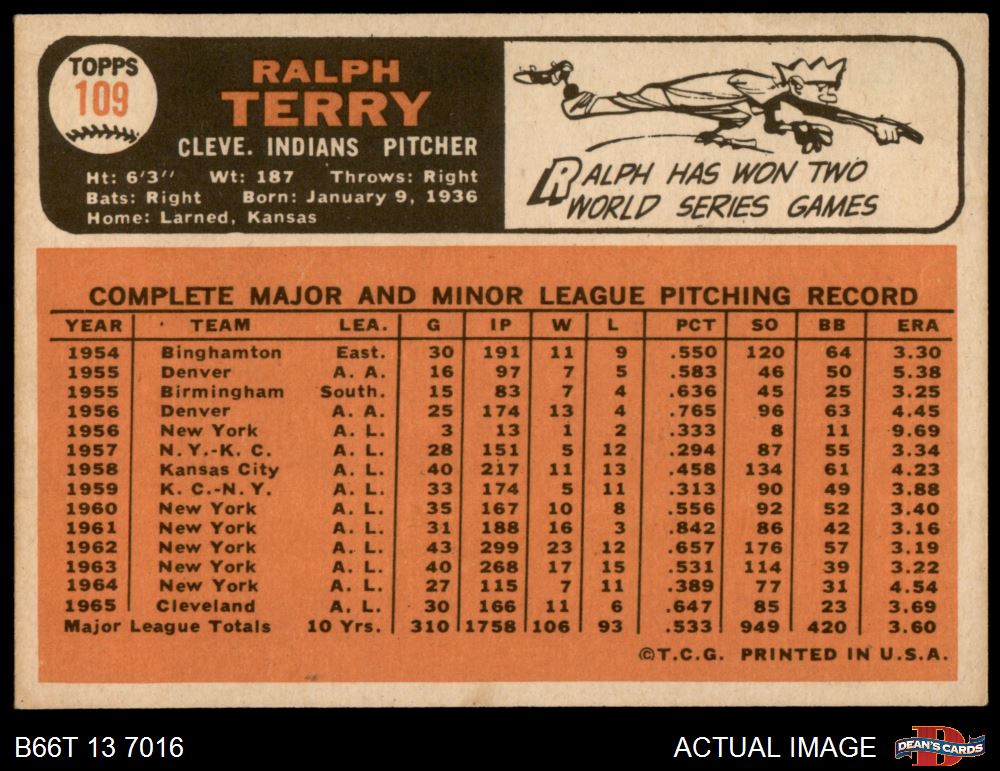 TOPPS
109
RALPH
TERRY
CLEVE. INDIANS PITCHER
Ht: 6'3" Wt: 187 Throws: Right
Bats: Right Born: January 9, 1936
Home: Larned, Kansas
RALPH HAS WON TWO
WORLD SERIES GAMES
COMPLETE MAJOR AND MINOR LEAGUE PITCHING RECORD
YEAR TEAM LEA. G IP W L PCT SO BB ERA
1954 Binghamton East. 30 191 11 9 .550 120 64 3.30
1955 Denver A. A. 16 97 7 5 .583 46 50 5.38
1955 Birmingham South. 15 83 7 4 .636 45 25 3.25
1956 Denver A. A. 25 174 13 4 .765 96 63 4.45
1956 New York A. L. 3 13 1 2 .333 8 11 9.69
1957 N.Y.-K. C. A. L. 28 151 5 12 .294 87 55 3.34
1958 Kansas City A. L. 40 217 11 13 .458 134 61 4.23
1959 K. C.-N. Y. A. L. 33 174 5 11 .313 90 49 3.88
1960 New York A. L. 35 167 10 8 .556 92 52 3.40
1961 New York A. L. 31 188 16 3 .842 86 42 3.16
1962 New York A. L. 43 299 23 12 .657 176 57 3.19
1963 New York A. L. 40 268 17 15 .531 114 39 3.22
1964 New York A. L. 27 115 7 11 .389 77 31 4.54
1965 Cleveland A. L. 30 166 11 6 .647 85 23 3.69
Major League Totals 10 Yrs. 310 1758 106 93 .533 949 420 3.60
©T.C.G. PRINTED IN U.S.A.
B66T 13 7016
ACTUAL IMAGE
DEAN'S CARDS